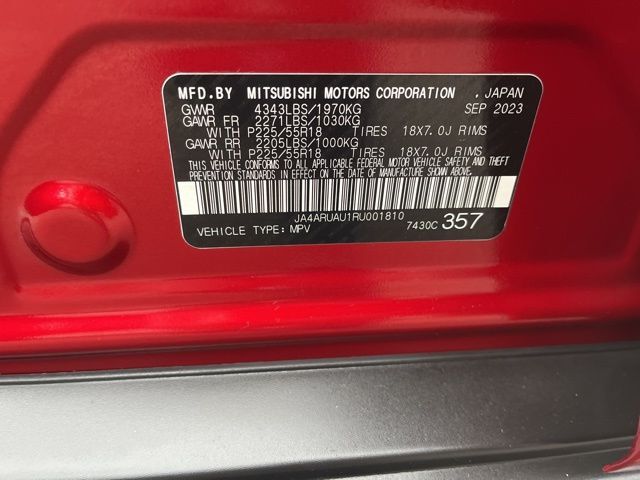 MFD.BY MITSUBISHI MOTORS CORPORATION , JAPAN
GVWR 4343LBS/1970KG SEP 2023
GAWR FR 2271LBS/1030KG
WITH P225/55R18 TIRES 18X7.0J RIMS
GAWR RR 2205LBS/1000KG
WITH P225/55R18 TIRES 18X7.0J RIMS
THIS VEHICLE CONFORMS TO ALL APPLICABLE FEDERAL MOTOR VEHICLE SAFETY AND THEFT
PREVENTION STANDARDS IN EFFECT ON THE DATE OF MANUFACTURE SHOWN ABOVE.
JA4ARUAU1RU001810
VEHICLE TYPE: MPV 7430C 357